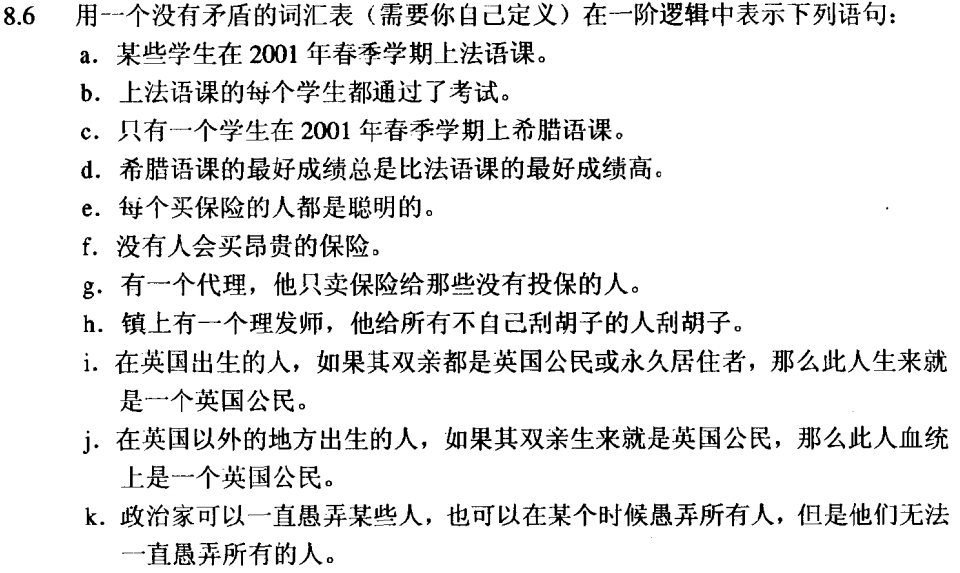 8.6 用一个没有矛盾的词汇表（需要你自己定义）在一阶逻辑中表示下列语句：
a．某些学生在 2001 年春季学期上法语课。
b．上法语课的每个学生都通过了考试。
c．只有一个学生在 2001 年春季学期上希腊语课。
d．希腊语课的最好成绩总是比法语课的最好成绩高。
e．每个买保险的人都是聪明的。
f．没有人会买昂贵的保险。
g．有一个代理，他只卖保险给那些没有投保的人。
h．镇上有一个理发师，他给所有不自己刮胡子的人刮胡子。
i．在英国出生的人，如果其双亲都是英国公民或永久居住者，那么此人生来就
是一个英国公民。
j．在英国以外的地方出生的人，如果其双亲生来就是英国公民，那么此人血统
上是一个英国公民。
k．政治家可以一直愚弄某些人，也可以在某个时候愚弄所有人，但是他们无法
一直愚弄所有的人。